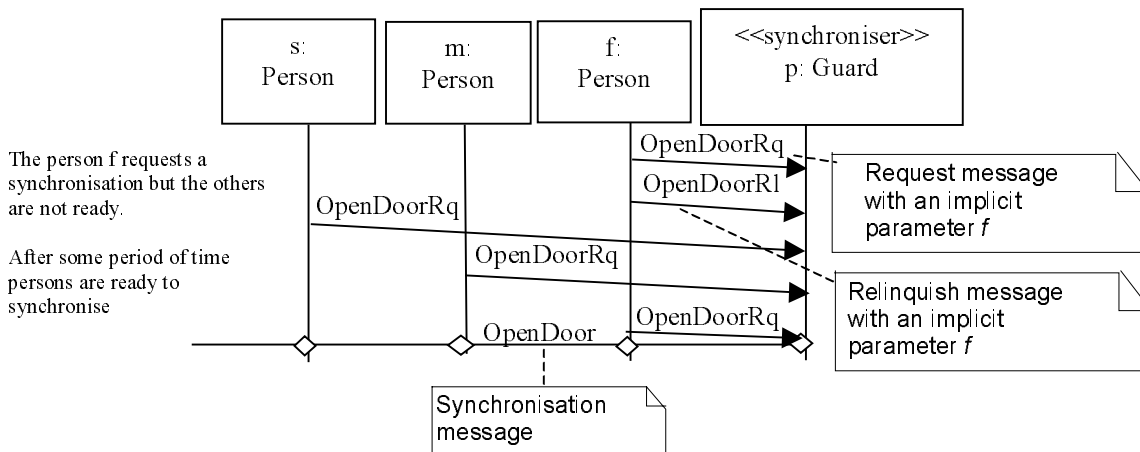 s:
Person
m:
Person
f:
Person
<<synchroniser>>
p: Guard
The person f requests a
synchronisation but the others
are not ready.
After some period of time
persons are ready to
synchronise
OpenDoorRq
OpenDoorRl
OpenDoorRq
OpenDoorRq
OpenDoorRq
OpenDoor
Request message
with an implicit
parameter f
Relinquish message
with an implicit
parameter f
Synchronisation
message